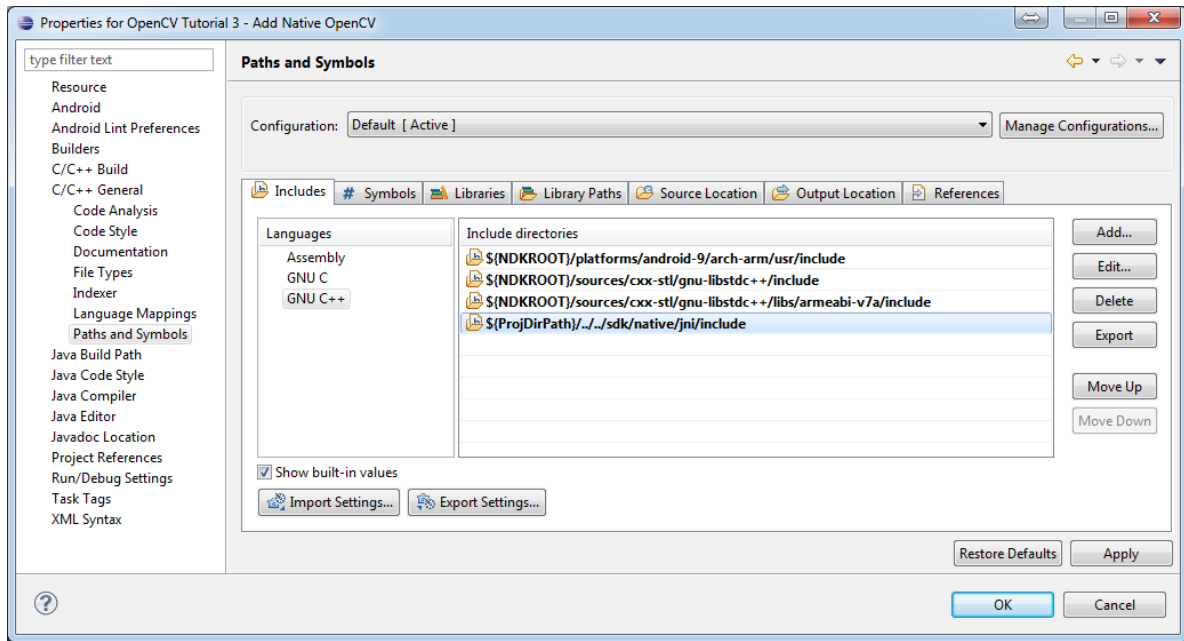 Properties for OpenCV Tutorial 3 - Add Native OpenCV
type filter text
Resource
Android
Android Lint Preferences
Builders
C/C++ Build
C/C++ General
Code Analysis
Code Style
Documentation
File Types
Indexer
Language Mappings
Paths and Symbols
Java Build Path
Java Code Style
Java Compiler
Java Editor
Javadoc Location
Project References
Run/Debug Settings
Task Tags
XML Syntax
Paths and Symbols
Configuration: Default [ Active ] Manage Configurations...
Includes # Symbols Libraries Library Paths Source Location Output Location References
Languages
Assembly
GNU C
GNU C++
Include directories
${NDKROOT}/platforms/android-9/arch-arm/usr/include
${NDKROOT}/sources/cxx-stl/gnu-libstdc++/include
${NDKROOT}/sources/cxx-stl/gnu-libstdc++/libs/armeabi-v7a/include
${ProjDirPath}/../../sdk/native/jni/include
Add...
Edit...
Delete
Export
Move Up
Move Down
Show built-in values
Import Settings... Export Settings...
Restore Defaults Apply
? OK Cancel